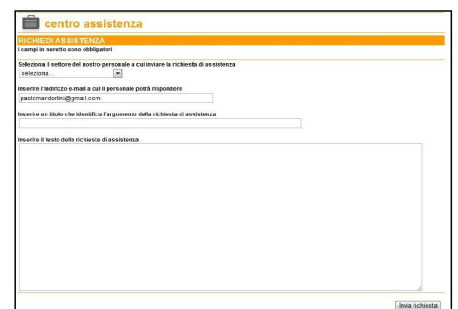 centro assistenza
RICHIEDI ASSISTENZA
i campi in neretto sono obbligatori
Seleziona il settore del nostro personale a cui inviare la richiesta di assistenza
seleziona...
Inserire l'indirizzo e-mail a cui il personale potrà rispondere
paolomandorlini@gmail.com
Inserire un titolo che identifica l'argomento della richiesta di assistenza
Inserire il testo della richiesta di assistenza
Invia richiesta